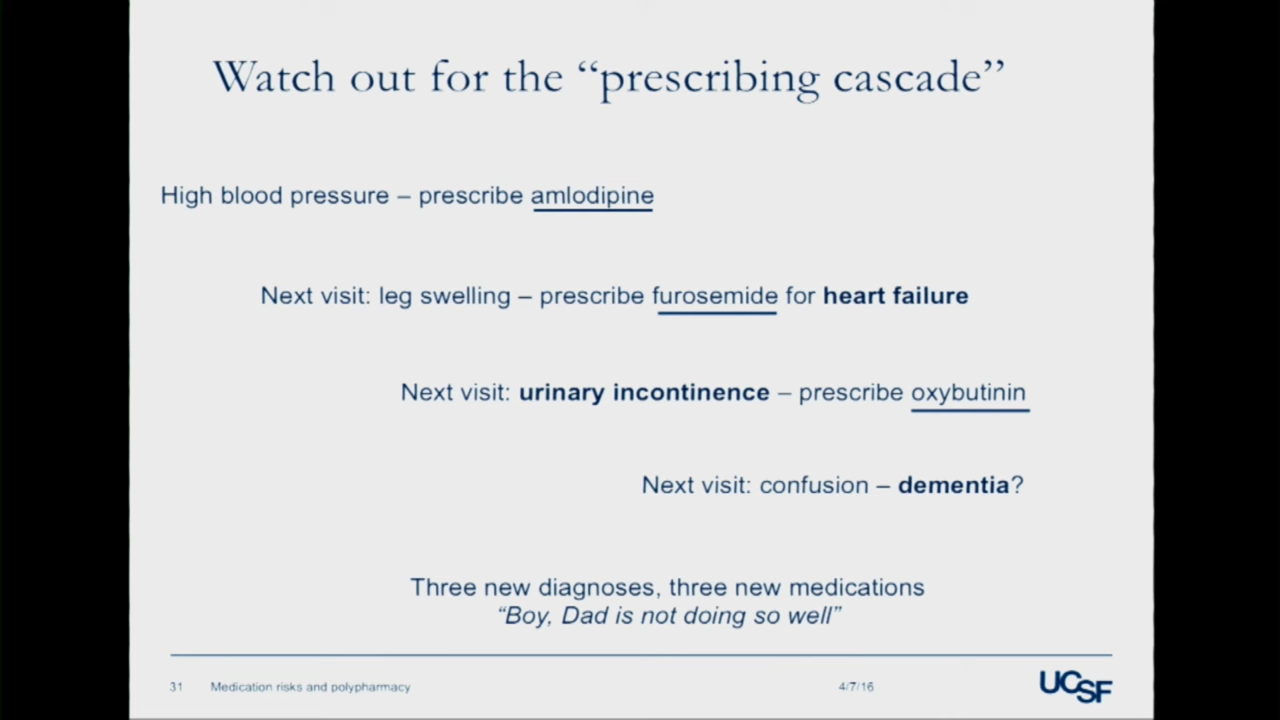 Watch out for the “prescribing cascade”
High blood pressure – prescribe amlodipine
Next visit: leg swelling – prescribe furosemide for heart failure
Next visit: urinary incontinence – prescribe oxybutinin
Next visit: confusion – dementia?
Three new diagnoses, three new medications
“Boy, Dad is not doing so well”
31 Medication risks and polypharmacy 4/7/16 UCSF